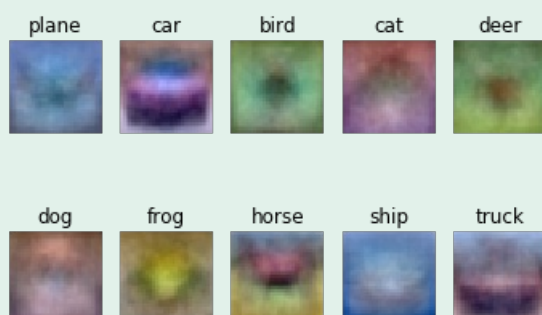 plane car bird cat deer
dog frog horse ship truck